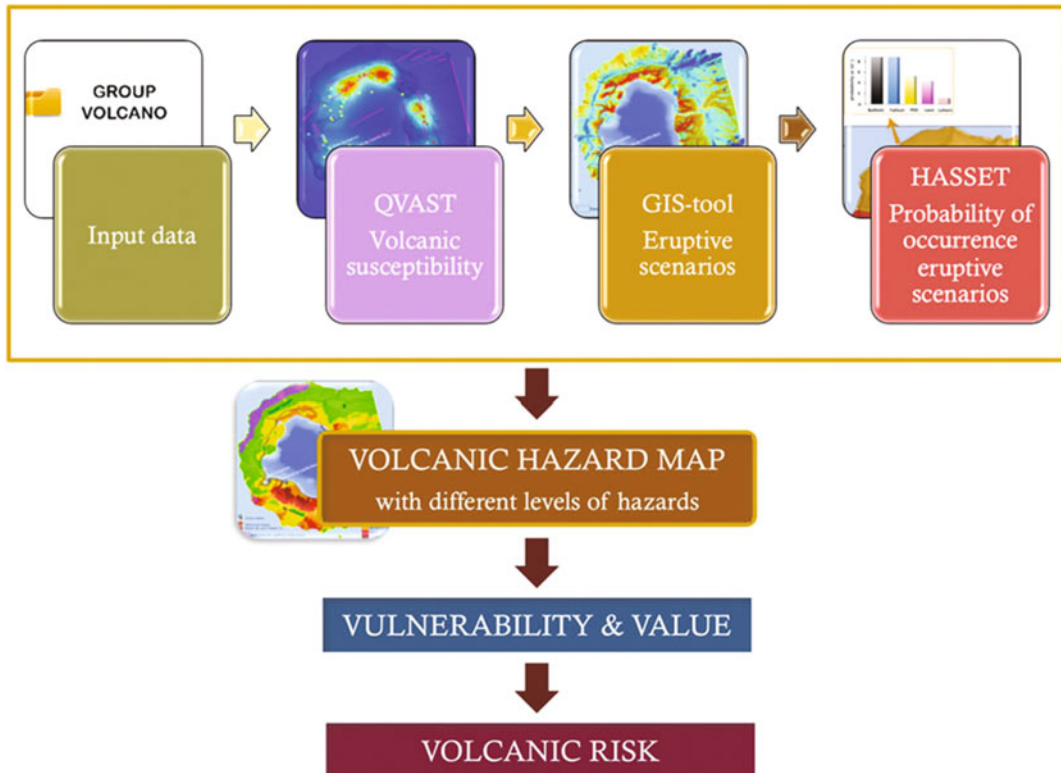 GROUP
VOLCANO
Input data
QVAST
Volcanic
susceptibility
GIS-tool
Eruptive
scenarios
HASSET
Probability of
occurrence
eruptive
scenarios
VOLCANIC HAZARD MAP
with different levels of hazards
VULNERABILITY & VALUE
VOLCANIC RISK